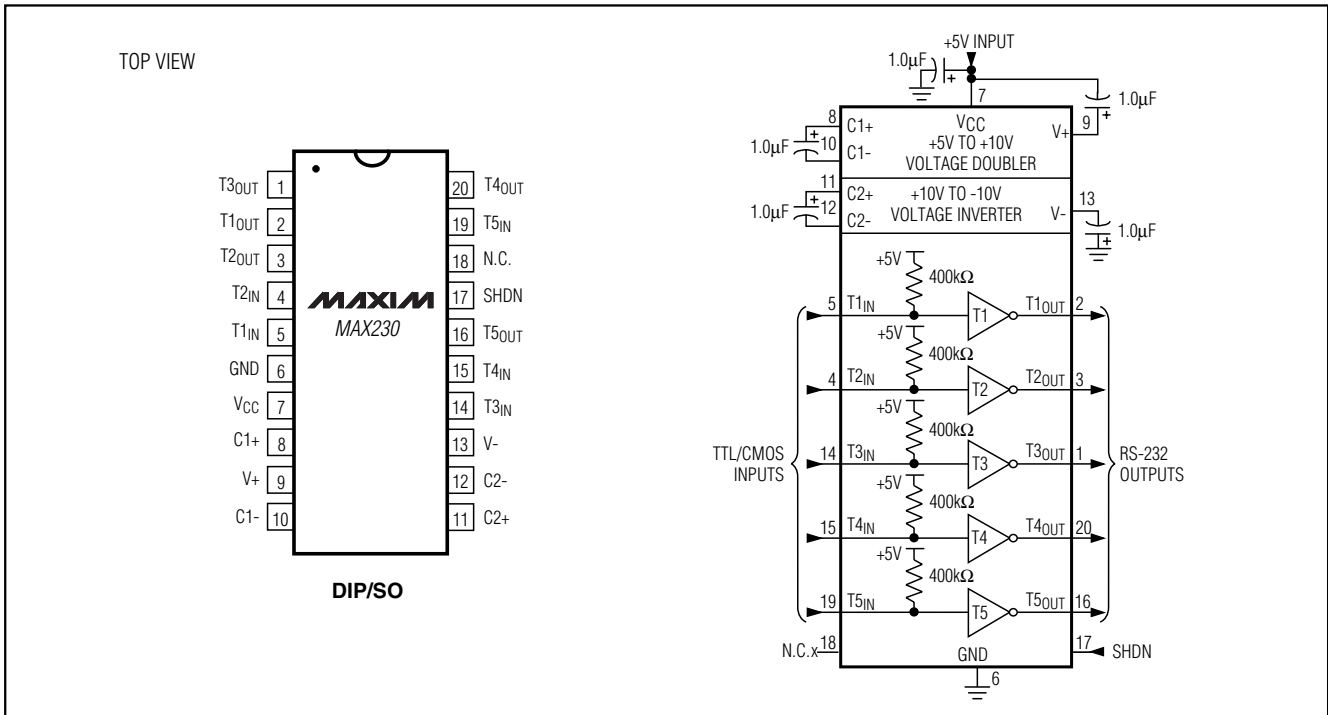 TOP VIEW
T3OUT 1
T1OUT 2
T2OUT 3
T2IN 4
T1IN 5
GND 6
VCC 7
C1+ 8
V+ 9
C1- 10
20 T4OUT
19 T5IN
18 N.C.
17 SHDN
16 T5OUT
15 T4IN
14 T3IN
13 V-
12 C2-
11 C2+
MAXIM
MAX230
DIP/SO
+5V INPUT
1.0µF
+
7
1.0µF
+
8 C1+
1.0µF +
10 C1-
VCC
+5V TO +10V
VOLTAGE DOUBLER
V+ 9
11 C2+
1.0µF +
12 C2-
+10V TO -10V
VOLTAGE INVERTER
V- 13
1.0µF
+
+5V
400kΩ
5 T1IN T1 T1OUT 2
+5V
400kΩ
4 T2IN T2 T2OUT 3
+5V
400kΩ
14 T3IN T3 T3OUT 1
+5V
400kΩ
15 T4IN T4 T4OUT 20
+5V
400kΩ
19 T5IN T5 T5OUT 16
TTL/CMOS
INPUTS
RS-232
OUTPUTS
N.C.x 18
17 SHDN
GND
6